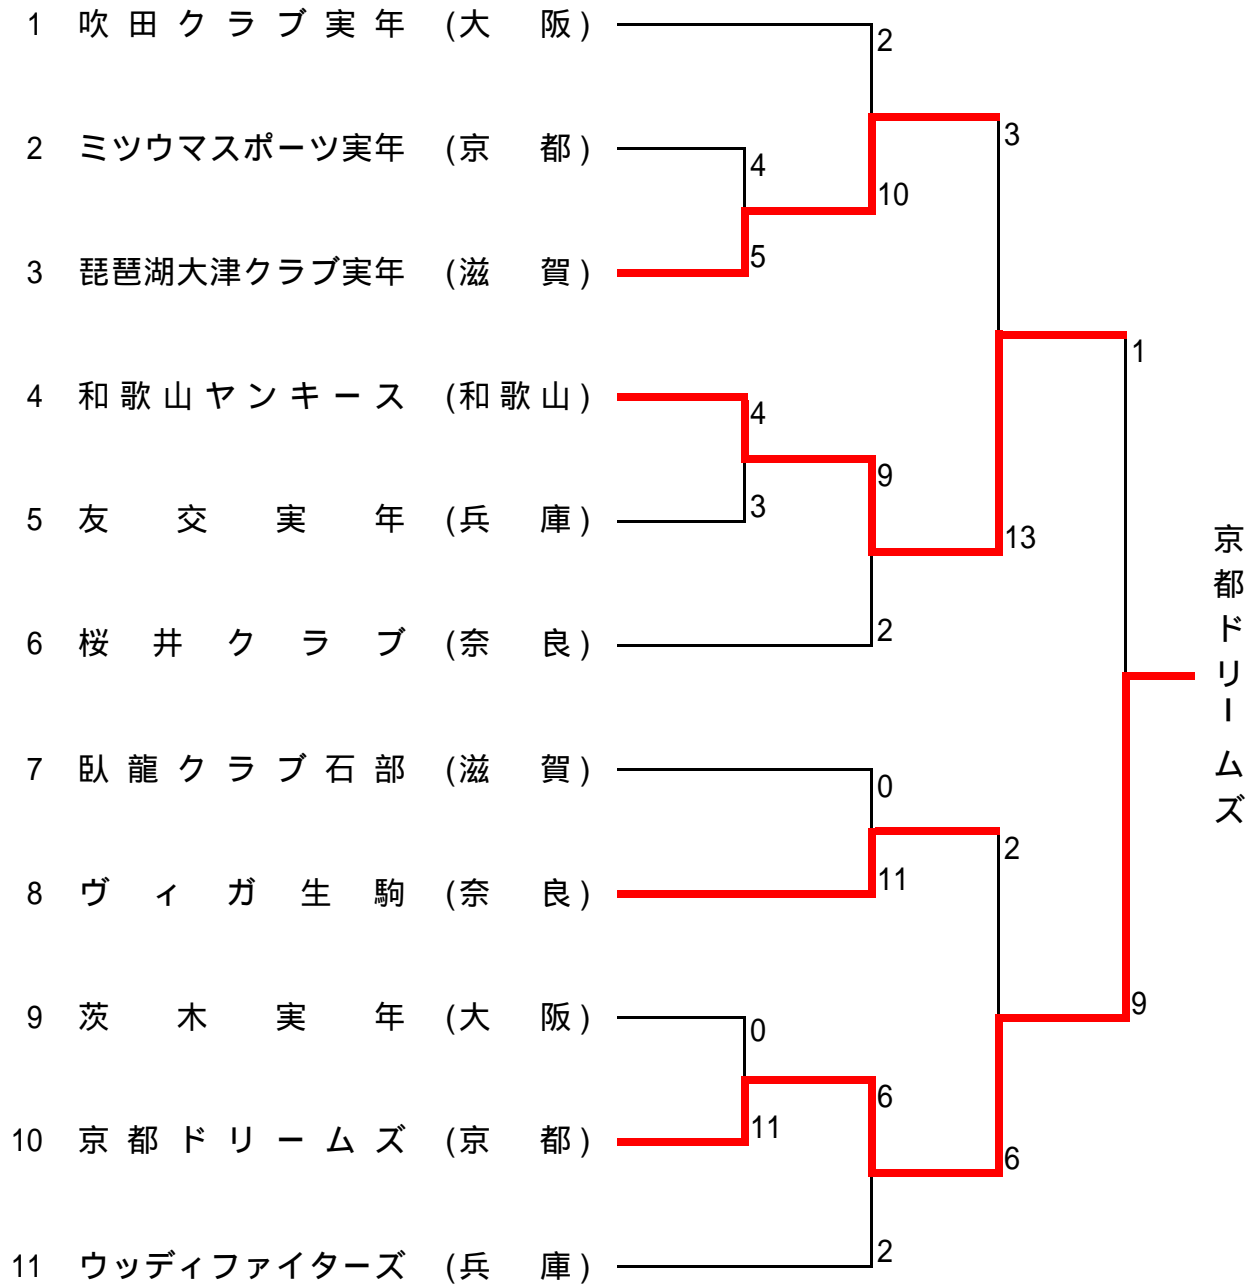 1 吹田クラブ実年 (大阪)
2
3
2 ミツウマスポーツ実年 (京都)
4
10
3 琵琶湖大津クラブ実年 (滋賀)
5
1
4 和歌山ヤンキース (和歌山)
4
9
5 友交実年 (兵庫)
3
13
6 桜井クラブ (奈良)
2
京都ドリームズ
7 臥龍クラブ石部 (滋賀)
0
2
8 ヴィガ生駒 (奈良)
11
9 茨木実年 (大阪)
0
9
10 京都ドリームズ (京都)
11
6
6
11 ウッディファイターズ (兵庫)
2